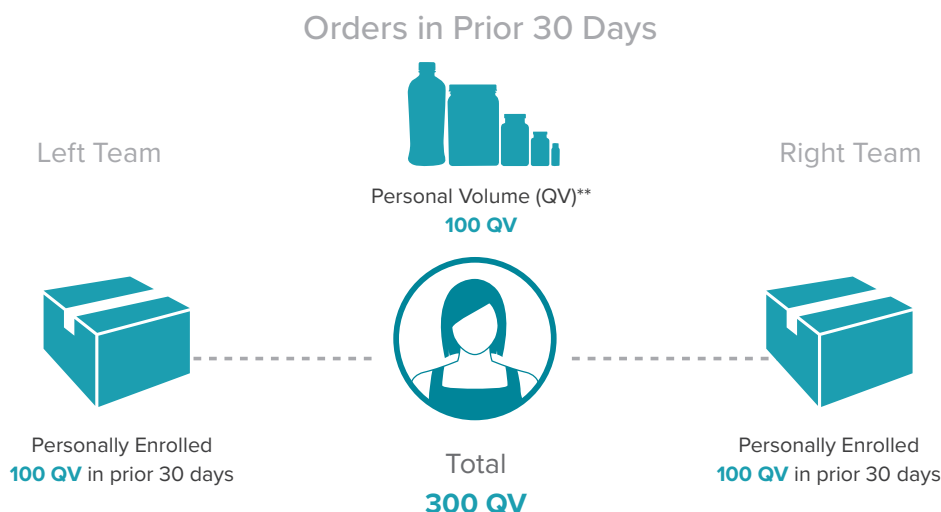 Orders in Prior 30 Days
Left Team
Right Team
Personal Volume (QV)**
100 QV
Personally Enrolled
100 QV in prior 30 days
Total
300 QV
Personally Enrolled
100 QV in prior 30 days